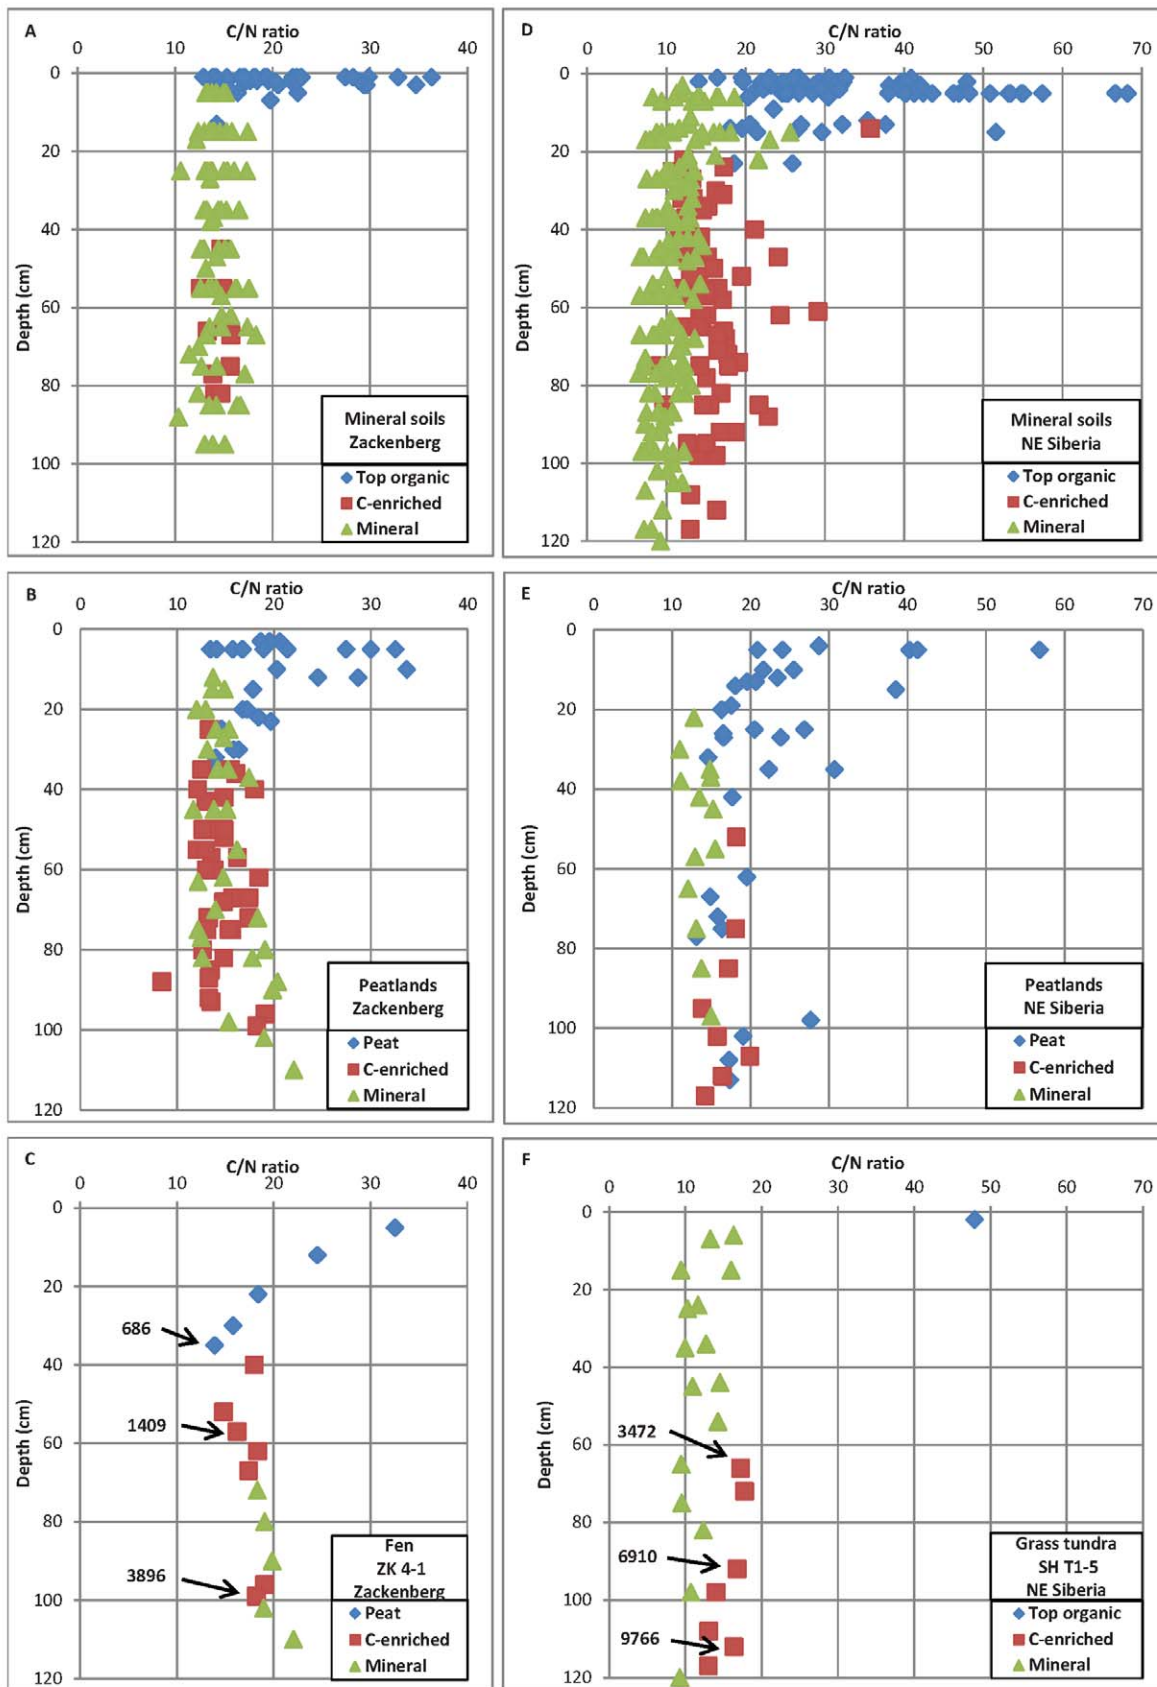 A C/N ratio
0 10 20 30 40
0
20
40
60
80
100
120
Depth (cm)
Mineral soils
Zackenberg
Top organic
C-enriched
Mineral
D C/N ratio
0 10 20 30 40 50 60 70
0
20
40
60
80
100
120
Depth (cm)
Mineral soils
NE Siberia
Top organic
C-enriched
Mineral
B C/N ratio
0 10 20 30 40
0
20
40
60
80
100
120
Depth (cm)
Peatlands
Zackenberg
Peat
C-enriched
Mineral
E C/N ratio
0 10 20 30 40 50 60 70
0
20
40
60
80
100
120
Depth (cm)
Peatlands
NE Siberia
Peat
C-enriched
Mineral
C C/N ratio
0 10 20 30 40
0
20
40
60
80
100
120
Depth (cm)
686
1409
3896
Fen
ZK 4-1
Zackenberg
Peat
C-enriched
Mineral
F C/N ratio
0 10 20 30 40 50 60 70
0
20
40
60
80
100
120
Depth (cm)
3472
6910
9766
Grass tundra
SH T1-5
NE Siberia
Top organic
C-enriched
Mineral